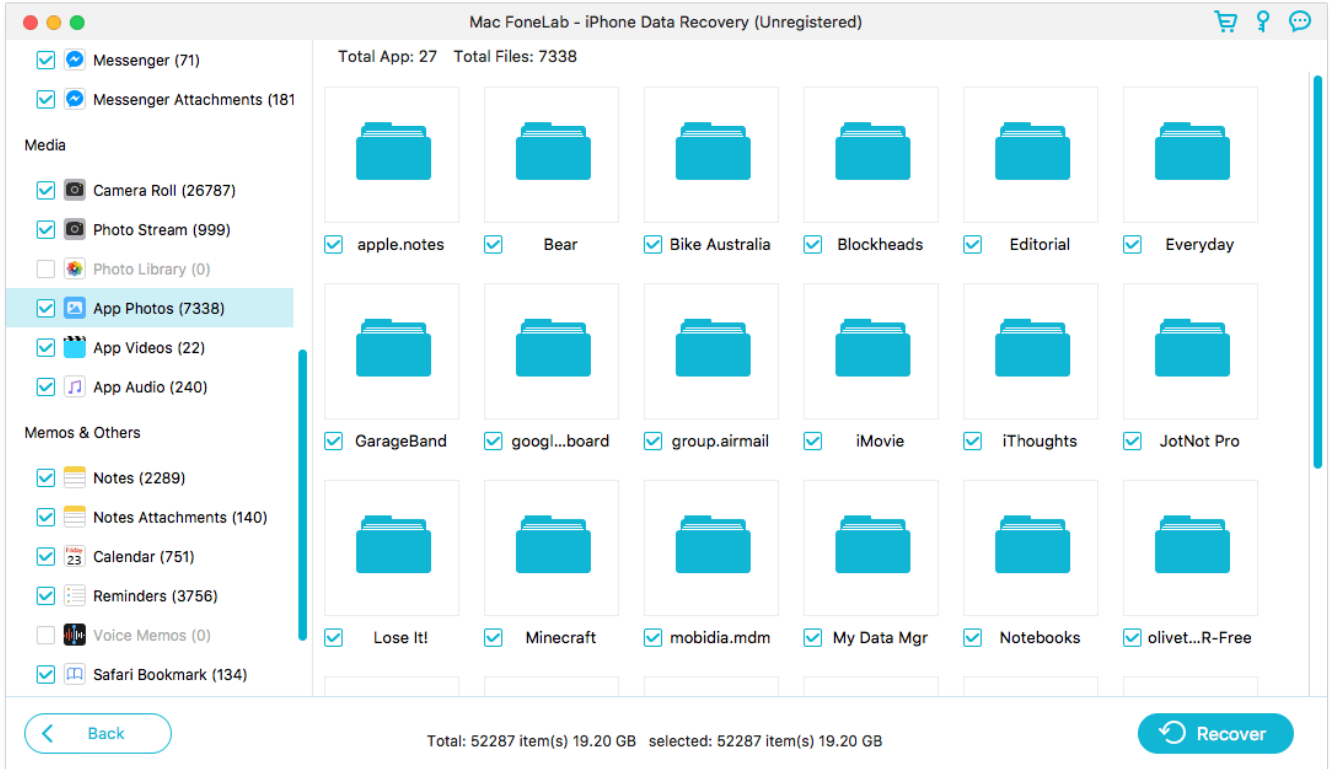 Mac FoneLab - iPhone Data Recovery (Unregistered)
Messenger (71)
Messenger Attachments (181
Media
Camera Roll (26787)
Photo Stream (999)
Photo Library (0)
App Photos (7338)
App Videos (22)
App Audio (240)
Memos & Others
Notes (2289)
Notes Attachments (140)
Friday
23
Calendar (751)
Reminders (3756)
Voice Memos (0)
Safari Bookmark (134)
Total App: 27 Total Files: 7338
apple.notes Bear Bike Australia Blockheads Editorial Everyday
GarageBand googl...board group.airmail iMovie iThoughts JotNot Pro
Lose It! Minecraft mobidia.mdm My Data Mgr Notebooks olivet...R-Free
Back
Total: 52287 item(s) 19.20 GB selected: 52287 item(s) 19.20 GB
Recover